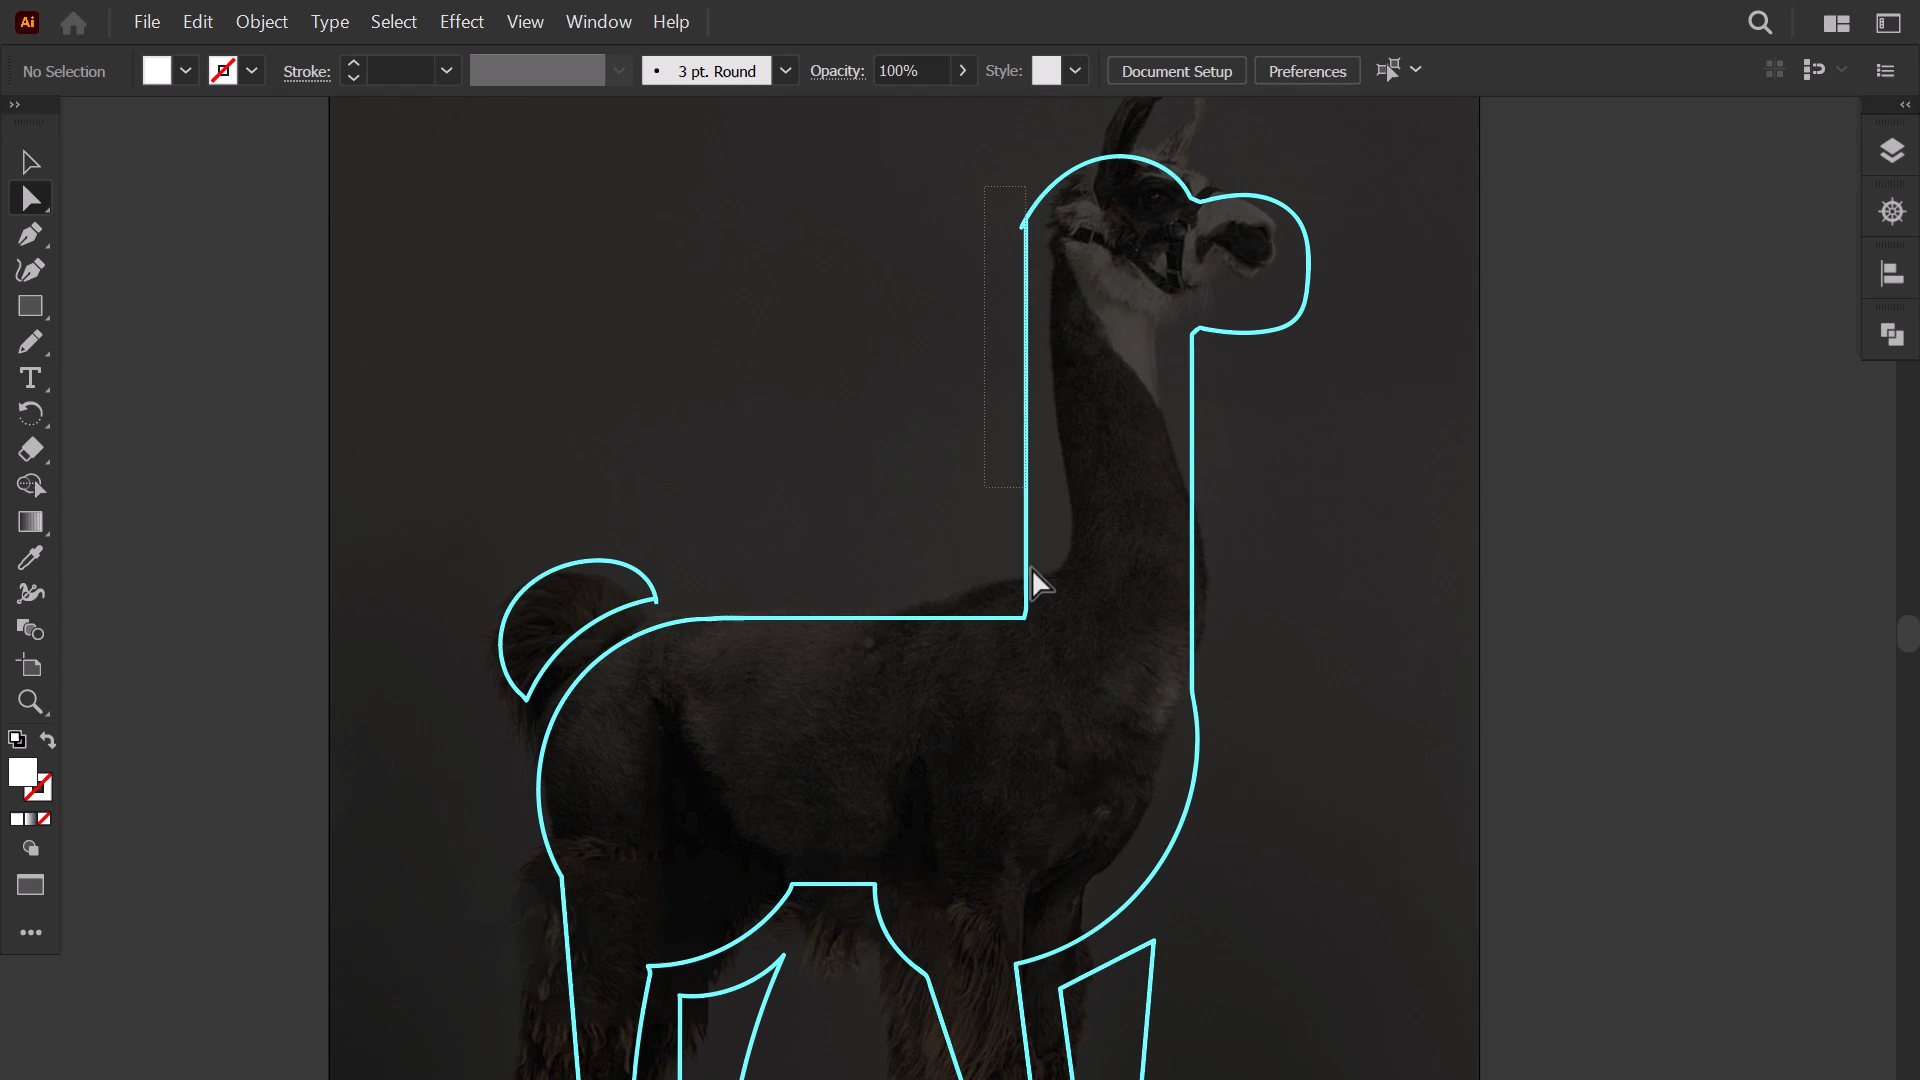 Ai File Edit Object Type Select Effect View Window Help
No Selection Stroke: 3 pt. Round Opacity: 100% Style: Document Setup Preferences